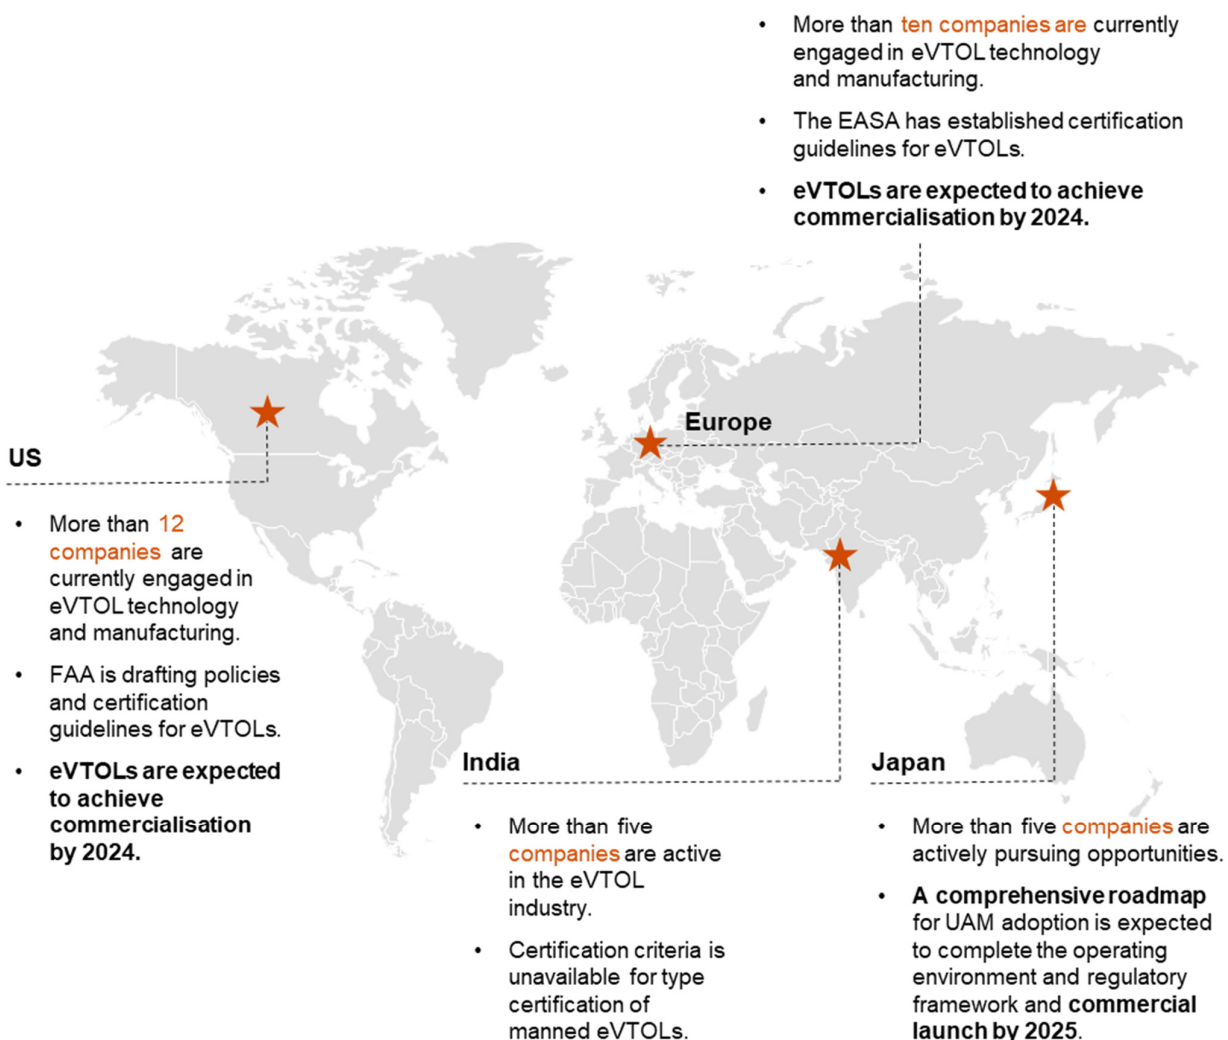 • More than ten companies are currently
engaged in eVTOL technology
and manufacturing.
• The EASA has established certification
guidelines for eVTOLs.
• eVTOLs are expected to achieve
commercialisation by 2024.
Europe
US
• More than 12
companies are
currently engaged in
eVTOL technology
and manufacturing.
• FAA is drafting policies
and certification
guidelines for eVTOLs.
• eVTOLs are expected
to achieve
commercialisation
by 2024.
India
• More than five
companies are active
in the eVTOL
industry.
• Certification criteria is
unavailable for type
certification of
manned eVTOLs.
Japan
• More than five companies are
actively pursuing opportunities.
• A comprehensive roadmap
for UAM adoption is expected
to complete the operating
environment and regulatory
framework and commercial
launch by 2025.